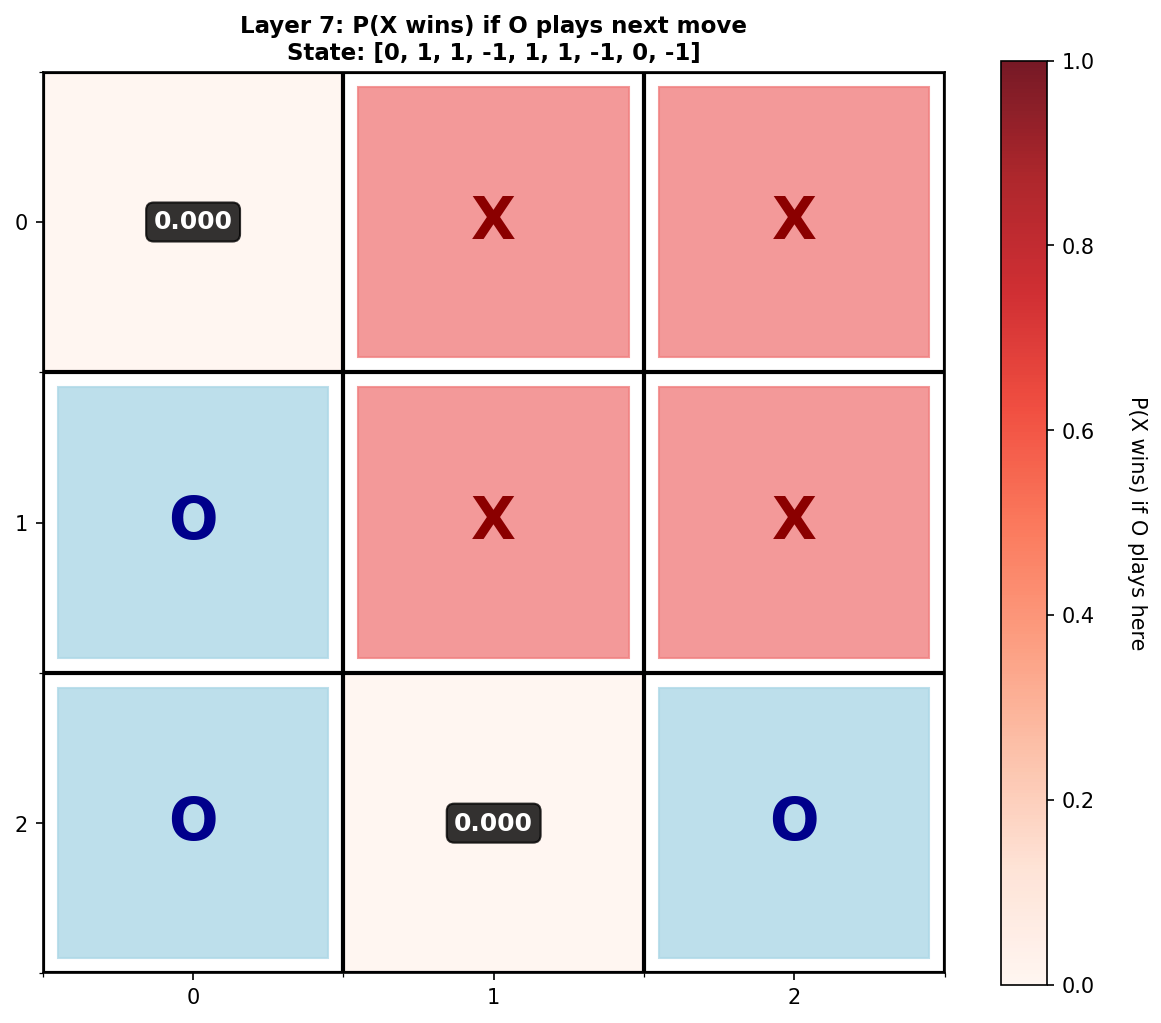 Layer 7: P(X wins) if O plays next move
State: [0, 1, 1, -1, 1, 1, -1, 0, -1]
0.000 X X
O X X
O 0.000 O
0
1
2
0 1 2
1.0
0.8
0.6
0.4
0.2
0.0
P(X wins) if O plays here